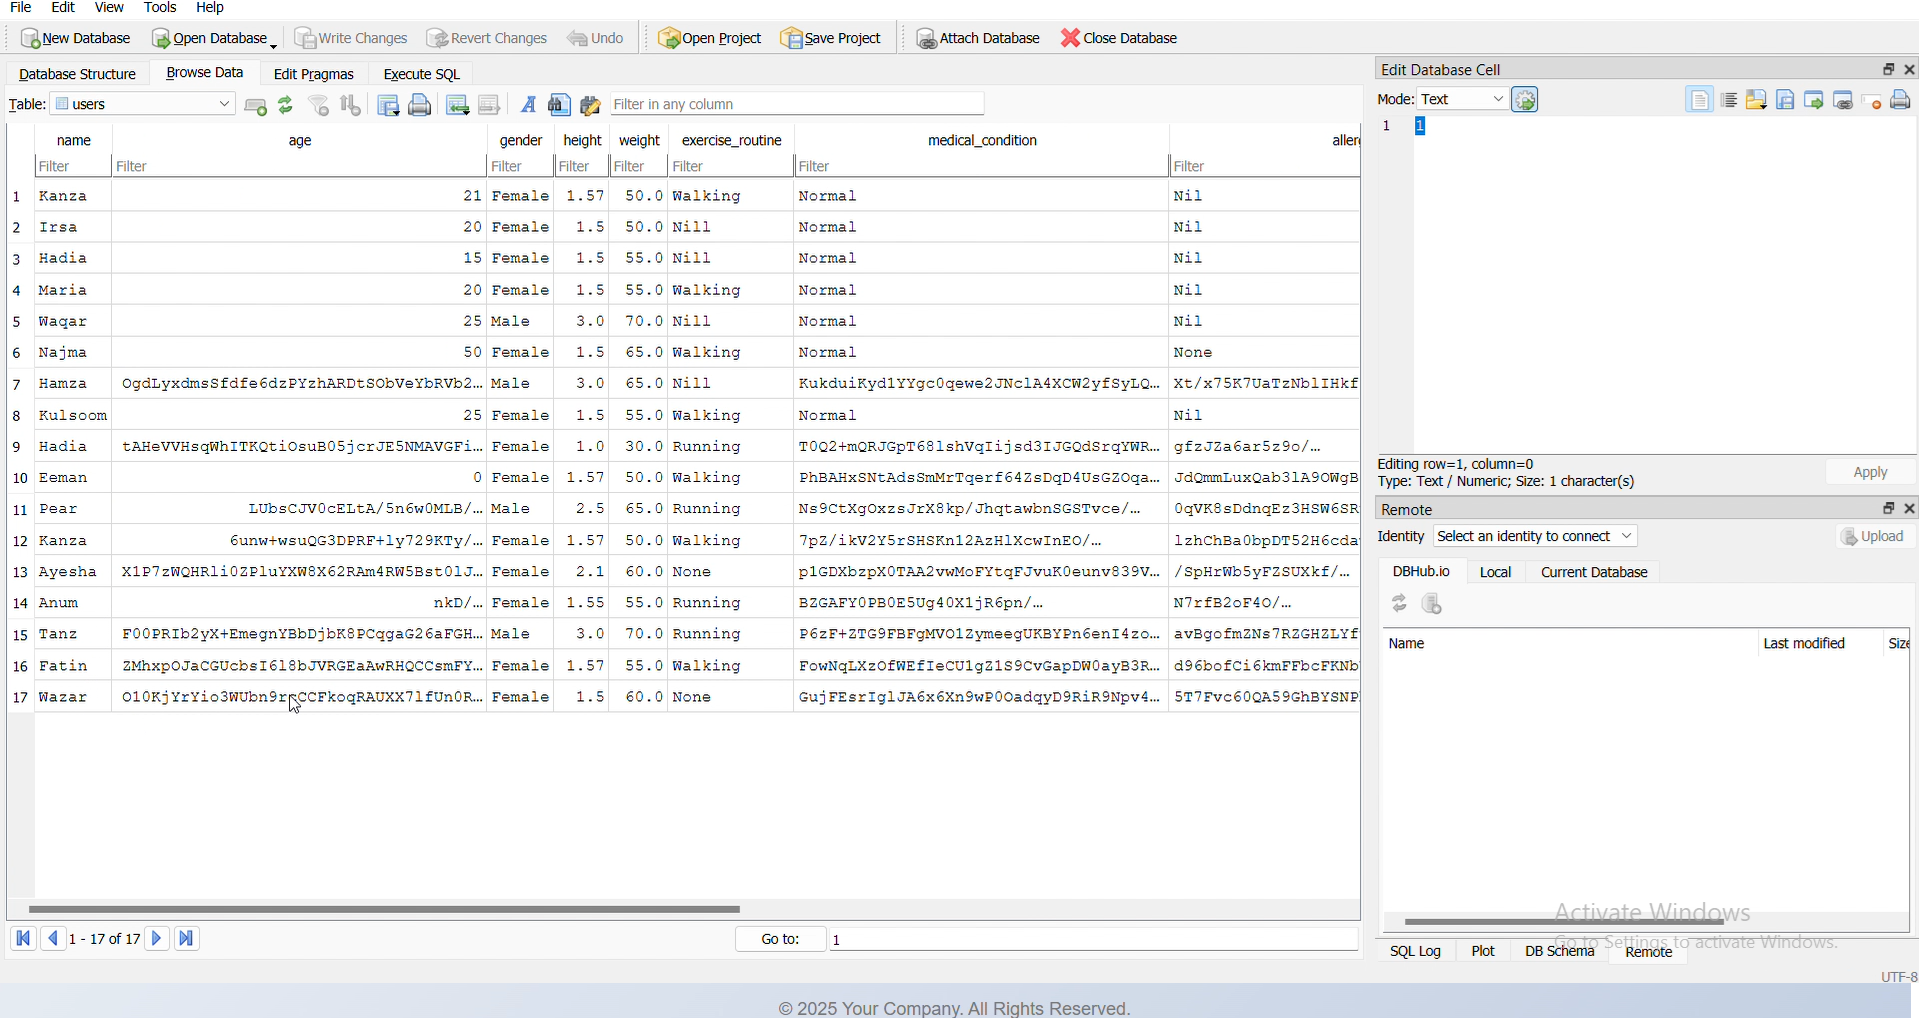 File Edit View Tools Help
New Database Open Database Write Changes Revert Changes Undo Open Project Save Project Attach Database Close Database
Database Structure Browse Data Edit Pragmas Execute SQL
Table: users Filter in any column
name age gender height weight exercise_routine medical_condition aller
Filter Filter Filter Filter Filter Filter Filter Filter
1 Kanza 21 Female 1.57 50.0 Walking Normal Nil
2 Irsa 20 Female 1.5 50.0 Nill Normal Nil
3 Hadia 15 Female 1.5 55.0 Nill Normal Nil
4 Maria 20 Female 1.5 55.0 Walking Normal Nil
5 Waqar 25 Male 3.0 70.0 Nill Normal Nil
6 Najma 50 Female 1.5 65.0 Walking Normal None
7 Hamza OgdLyxdmsSfdfe6dzPYzhARDtSObVeYbRVb2... Male 3.0 65.0 Nill KukduiKyd1YYgc0qewe2JNclA4XCW2yfSyLQ... Xt/x75K7UaTzNblIHkf
8 Kulsoom 25 Female 1.5 55.0 Walking Normal Nil
9 Hadia tAHeVVHsqWhITKQtiOsuB05jcrJE5NMAVGFi... Female 1.0 30.0 Running T0Q2+mQRJGpT68lshVqIijsd3IJGQdSrqYWR... gfzJZa6ar5z9o/...
10 Eeman 0 Female 1.57 50.0 Walking PhBAHxSNtAdsSmMrTqerf64ZsDqD4UsGZOqa... JdQmmLuxQab3lA9OWgB
11 Pear LUbsCJV0cELtA/5n6w0MLB/... Male 2.5 65.0 Running Ns9CtXgOxzsJrX8kp/JhqtawbnSGSTvce/... 0qVK8sDdnqEz3HSW6SR
12 Kanza 6unw+wsuQG3DPRF+ly729KTy/... Female 1.57 50.0 Walking 7pZ/ikV2Y5rSHSKn12AzHlXcwInEO/... lzhChBa0bpDT52H6cda
13 Ayesha X1P7zWQHRli0ZPluYXW8X62RAm4RW5Bst0lJ... Female 2.1 60.0 None plGDXbzpX0TAA2vwMoFYtqFJvuK0eunv839V... /SpHrWb5yFZSUXkf/...
14 Anum nkD/... Female 1.55 55.0 Running BZGAFY0PB0E5Ug40X1jR6pn/... N7rfB2oF4O/...
15 Tanz F00PRIb2yX+EmegnYBbDjbK8PCqgaG26aFGH... Male 3.0 70.0 Running P6zF+ZTG9FBFgMVO1ZymeegUKBYPn6enI4zo... avBgofmZNs7RZGHZLYf
16 Fatin ZMhxpOJaCGUcbsI6l8bJVRGEaAwRHQCCsmFY... Female 1.57 55.0 Walking FowNqLXzOfWEfIeCU1gZ1S9CvGapDW0ayB3R... d96bofCi6kmFFbcFKNb
17 Wazar Female 1.5 60.0 None GujFEsrIglJA6x6Xn9wP0OadqyD9RiR9Npv4... 5T7Fvc60QA59GhBYSNP
1 - 17 of 17 Go to: 1
Edit Database Cell
Mode: Text
1 1
Editing row=1, column=0
Type: Text / Numeric; Size: 1 character(s)
Apply
Remote
Identity Select an identity to connect Upload
DBHub.io Local Current Database
Name Last modified Size
Activate Windows
Go to Settings to activate Windows.
SQL Log Plot DB Schema Remote
UTF-8
© 2025 Your Company. All Rights Reserved.